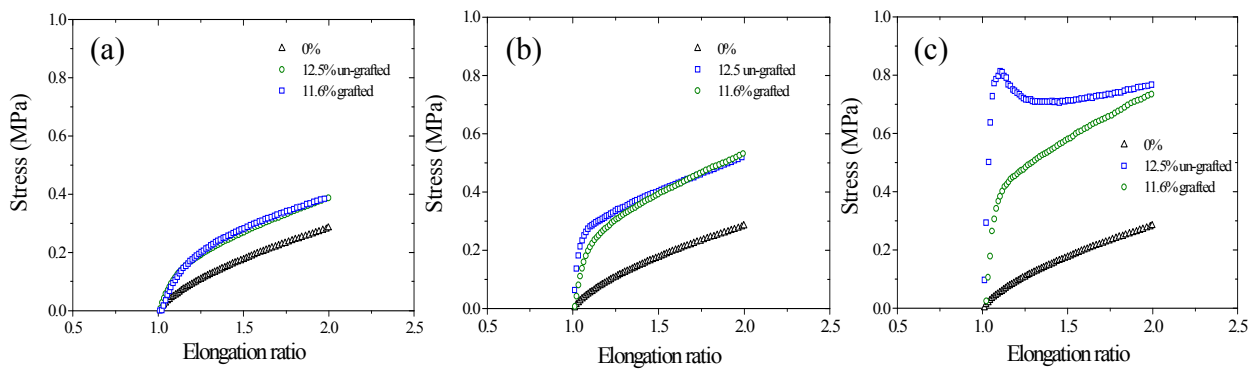 (a)
0%
12.5% un-grafted
11.6% grafted
Stress (MPa)
1.0
0.8
0.6
0.4
0.2
0.0
0.5 1.0 1.5 2.0 2.5
Elongation ratio
(b)
0%
12.5 un-grafted
11.6% grafted
Stress (MPa)
1.0
0.8
0.6
0.4
0.2
0.0
0.5 1.0 1.5 2.0 2.5
Elongation ratio
(c)
0%
12.5% un-grafted
11.6% grafted
Stress (MPa)
1.0
0.8
0.6
0.4
0.2
0.0
0.5 1.0 1.5 2.0 2.5
Elongation ratio